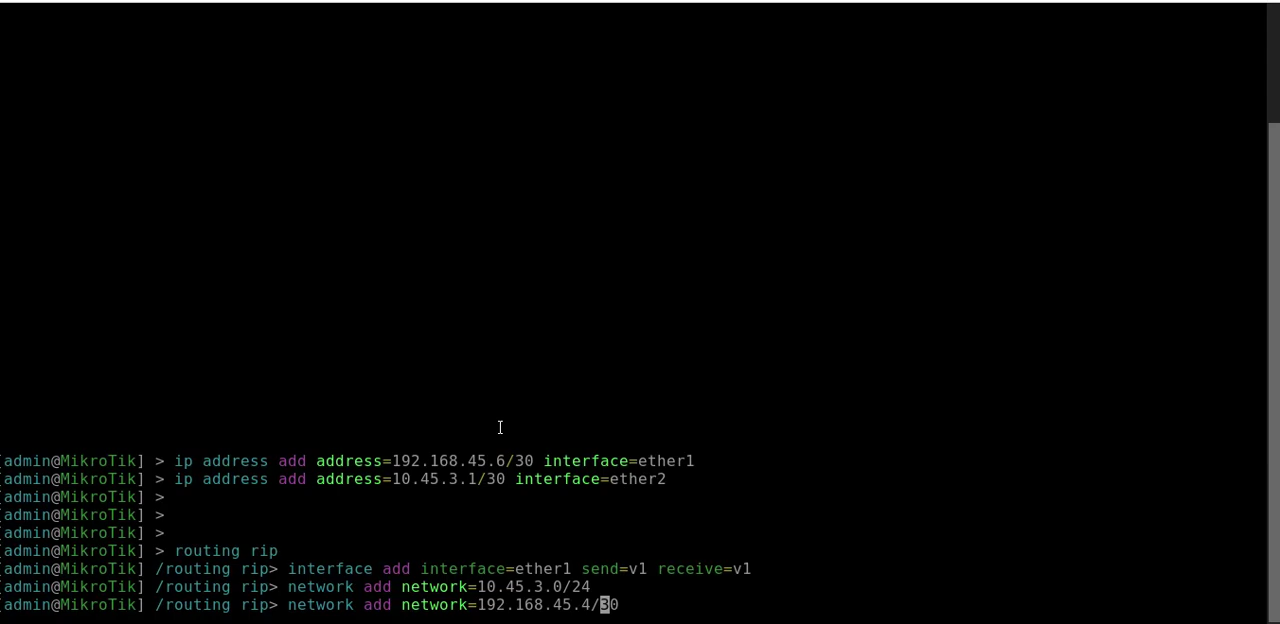 [admin@MikroTik] > ip address add address=192.168.45.6/30 interface=ether1
[admin@MikroTik] > ip address add address=10.45.3.1/30 interface=ether2
[admin@MikroTik] >
[admin@MikroTik] >
[admin@MikroTik] >
[admin@MikroTik] > routing rip
[admin@MikroTik] /routing rip> interface add interface=ether1 send=v1 receive=v1
[admin@MikroTik] /routing rip> network add network=10.45.3.0/24
[admin@MikroTik] /routing rip> network add network=192.168.45.4/30